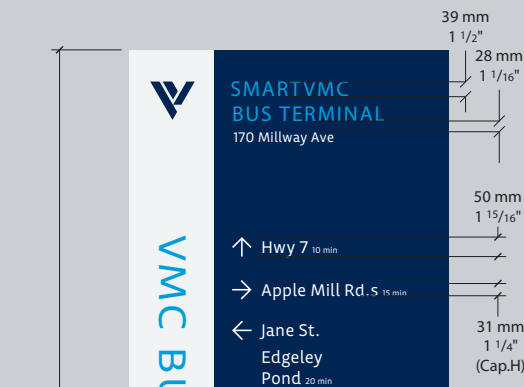 39 mm
1 1/2"
28 mm
1 1/16"
SMARTVMC
BUS TERMINAL
170 Millway Ave
50 mm
1 15/16"
Hwy 7 10 min
Apple Mill Rd.s 15 min
Jane St.
Edgeley
Pond 20 min
31 mm
1 1/4"
(Cap.H)
VMC BU